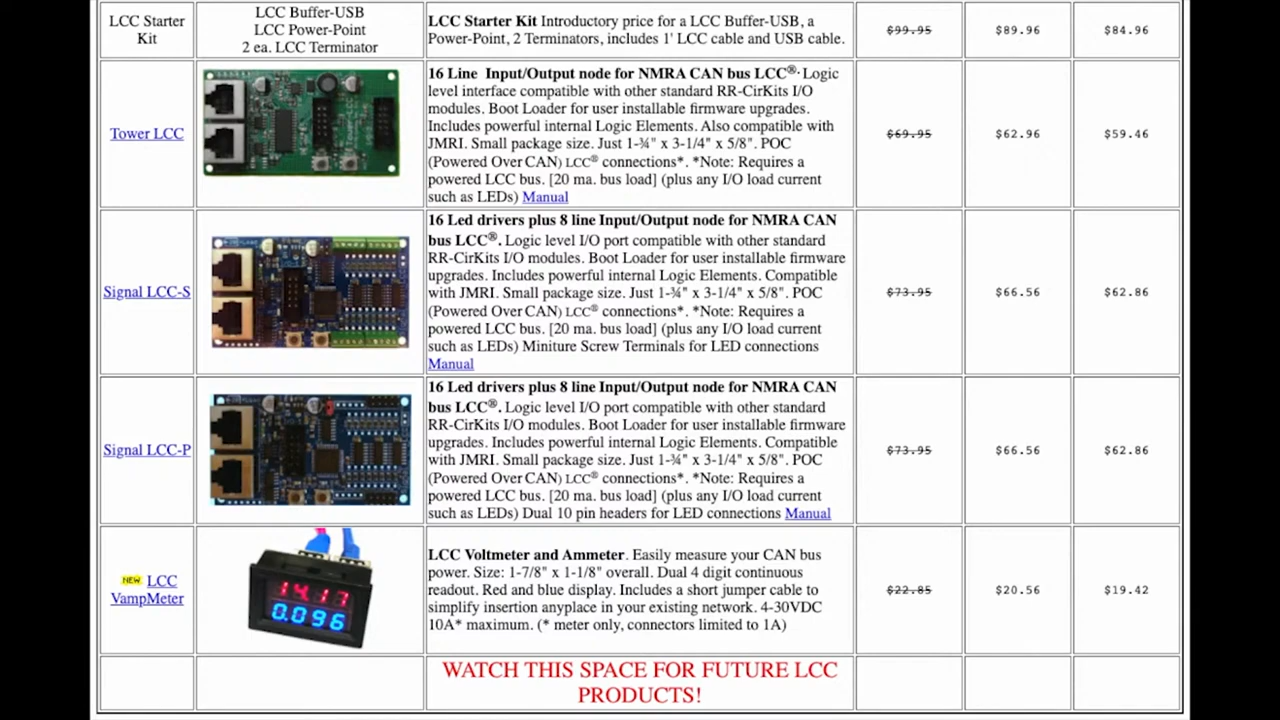 LCC Starter
Kit
LCC Buffer-USB
LCC Power-Point
2 ea. LCC Terminator
LCC Starter Kit Introductory price for a LCC Buffer-USB, a
Power-Point, 2 Terminators, includes 1' LCC cable and USB cable.
$99.95
$89.96
$84.96
Tower LCC
16 Line Input/Output node for NMRA CAN bus LCC®· Logic
level interface compatible with other standard RR-CirKits I/O
modules. Boot Loader for user installable firmware upgrades.
Includes powerful internal Logic Elements. Also compatible with
JMRI. Small package size. Just 1-¾" x 3-1/4" x 5/8". POC
(Powered Over CAN) LCC® connections*. *Note: Requires a
powered LCC bus. [20 ma. bus load] (plus any I/O load current
such as LEDs) Manual
$69.95
$62.96
$59.46
Signal LCC-S
16 Led drivers plus 8 line Input/Output node for NMRA CAN
bus LCC®. Logic level I/O port compatible with other standard
RR-CirKits I/O modules. Boot Loader for user installable firmware
upgrades. Includes powerful internal Logic Elements. Compatible
with JMRI. Small package size. Just 1-¾" x 3-1/4" x 5/8". POC
(Powered Over CAN) LCC® connections*. *Note: Requires a
powered LCC bus. [20 ma. bus load] (plus any I/O load current
such as LEDs) Miniture Screw Terminals for LED connections
Manual
$73.95
$66.56
$62.86
Signal LCC-P
16 Led drivers plus 8 line Input/Output node for NMRA CAN
bus LCC®. Logic level I/O port compatible with other standard
RR-CirKits I/O modules. Boot Loader for user installable firmware
upgrades. Includes powerful internal Logic Elements. Compatible
with JMRI. Small package size. Just 1-¾" x 3-1/4" x 5/8". POC
(Powered Over CAN) LCC® connections*. *Note: Requires a
powered LCC bus. [20 ma. bus load] (plus any I/O load current
such as LEDs) Dual 10 pin headers for LED connections Manual
$73.95
$66.56
$62.86
NEW LCC
VampMeter
14.17
0.096
LCC Voltmeter and Ammeter. Easily measure your CAN bus
power. Size: 1-7/8" x 1-1/8" overall. Dual 4 digit continuous
readout. Red and blue display. Includes a short jumper cable to
simplify insertion anyplace in your existing network. 4-30VDC
10A* maximum. (* meter only, connectors limited to 1A)
$22.85
$20.56
$19.42
WATCH THIS SPACE FOR FUTURE LCC
PRODUCTS!